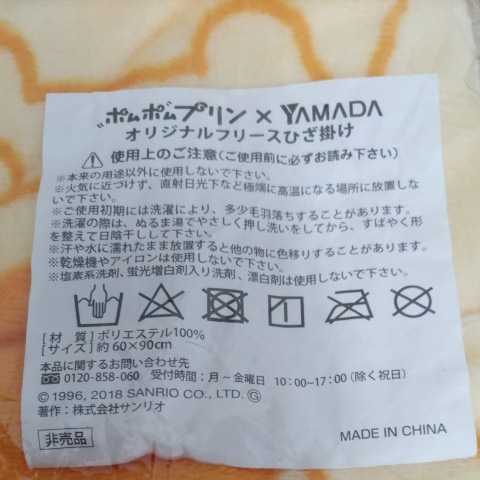 ポムポムプリン × YAMADA
オリジナルフリースひざ掛け
使用上のご注意(ご使用前に必ずお読み下さい)
※本来の用途以外に使用しないで下さい。
※火気に近づけず、直射日光下など極端に高温になる場所に放置しな
いで下さい。
※ご使用初期には洗濯により、多少毛羽落ちすることがあります。
※洗濯の際は、ぬるま湯でやさしく押し洗いをしてから、すばやく形
を整えて日陰干しして下さい。
※汗や水に濡れたまま放置すると他の物に色移りすることがあります。
※乾燥機やアイロンは使用しないで下さい。
※塩素系洗剤、蛍光増白剤入り洗剤、漂白剤は使用しないで下さい。
[材 質] ポリエステル100%
[サイズ] 約 60×90cm
本品に関するお問い合わせ先
0120-858-060 受付時間:月~金曜日 10:00~17:00(除く祝日)
©1996, 2018 SANRIO CO., LTD. Ⓖ
著作:株式会社サンリオ
非売品
MADE IN CHINA